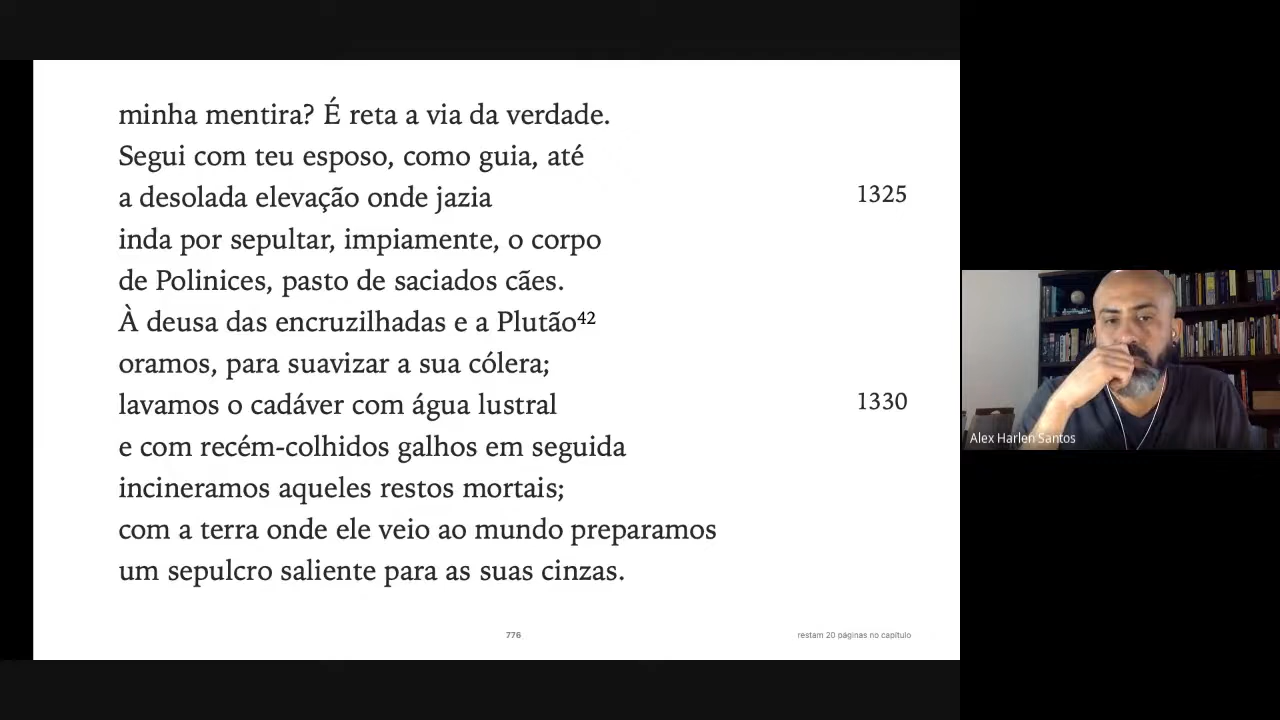 minha mentira? É reta a via da verdade.
Segui com teu esposo, como guia, até
a desolada elevação onde jazia
1325
inda por sepultar, impiamente, o corpo
de Polinices, pasto de saciados cães.
À deusa das encruzilhadas e a Plutão⁴²
oramos, para suavizar a sua cólera;
lavamos o cadáver com água lustral
1330
e com recém-colhidos galhos em seguida
incineramos aqueles restos mortais;
com a terra onde ele veio ao mundo preparamos
um sepulcro saliente para as suas cinzas.
776
restam 20 páginas no capítulo
Alex Harlen Santos